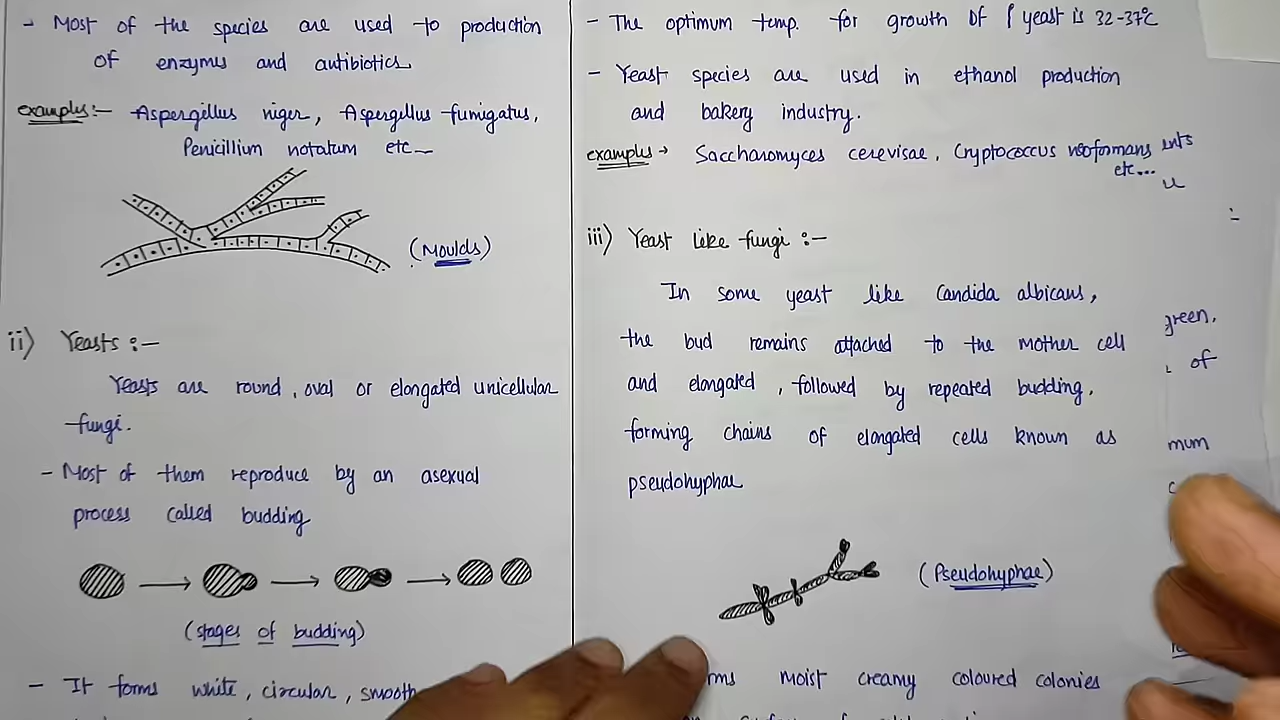 - Most of the species are used to production
of enzymes and antibiotics
examples:- Aspergillus niger, Aspergillus fumigatus,
Penicillium notatum etc
(Moulds)
ii) Yeasts :-
Yeasts are round, oval or elongated unicellular
fungi.
- Most of them reproduce by an asexual
process called budding
(stages of budding)
- It forms white, circular, smooth
- The optimum temp. for growth of yeast is 32-37°C
- Yeast species are used in ethanol production
and bakery industry.
examples → Saccharomyces cerevisae, Cryptococcus neoformans
etc...
iii) Yeast like fungi :-
In some yeast like Candida albicans,
the bud remains attached to the mother cell
and elongated, followed by repeated budding,
forming chains of elongated cells known as
pseudohyphae
(Pseudohyphae)
moist creamy coloured colonies
green,
of
mum